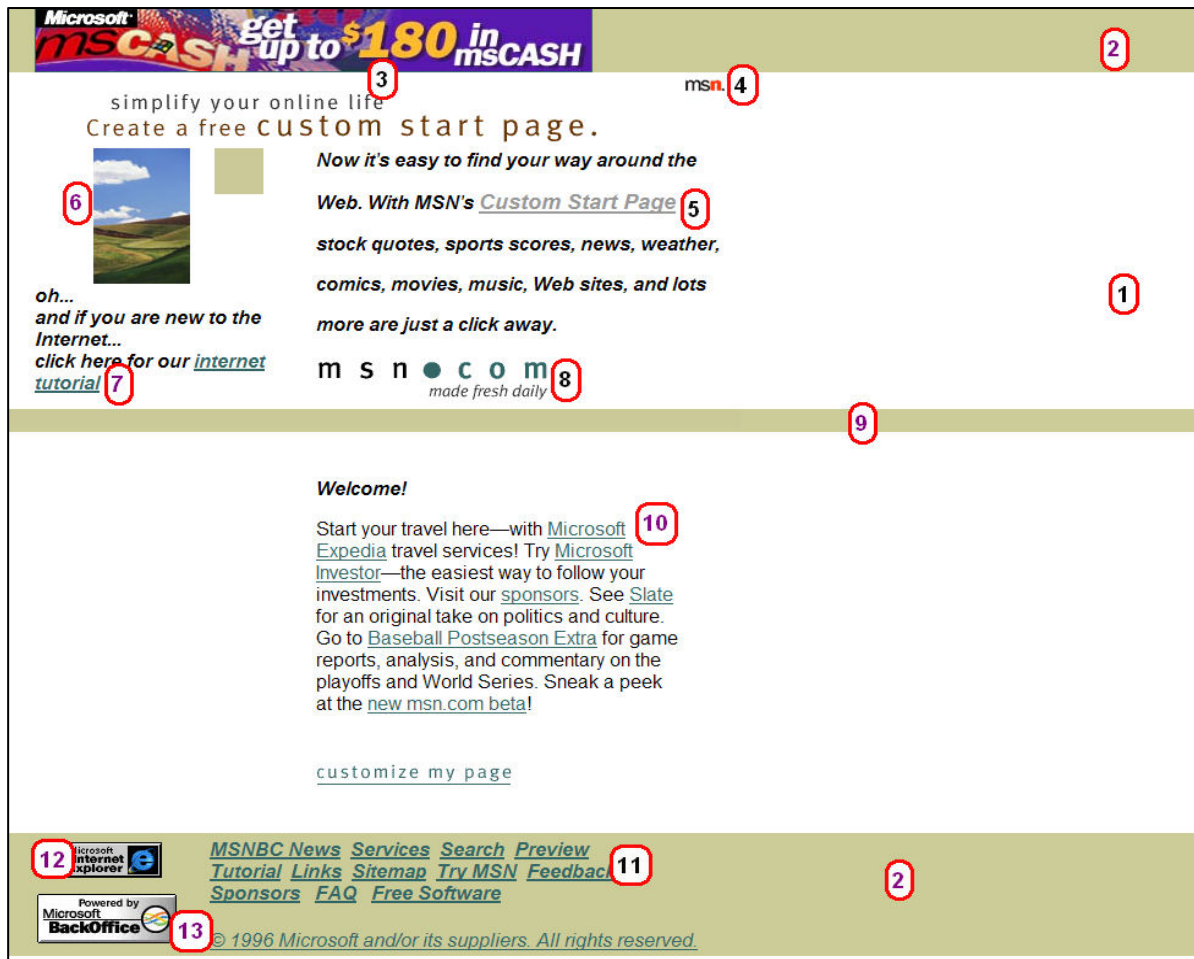 Microsoft
msCASH get up to $180 in msCASH
2
3
msn. 4
simplify your online life
Create a free custom start page.
Now it's easy to find your way around the
6
Web. With MSN's Custom Start Page 5
stock quotes, sports scores, news, weather,
comics, movies, music, Web sites, and lots
1
more are just a click away.
oh...
and if you are new to the
Internet...
click here for our internet
tutorial 7
msn●com 8
made fresh daily
9
Welcome!
Start your travel here—with Microsoft 10
Expedia travel services! Try Microsoft
Investor—the easiest way to follow your
investments. Visit our sponsors. See Slate
for an original take on politics and culture.
Go to Baseball Postseason Extra for game
reports, analysis, and commentary on the
playoffs and World Series. Sneak a peek
at the new msn.com beta!
customize my page
12
Microsoft
Internet
Explorer
MSNBC News Services Search Preview
Tutorial Links Sitemap Try MSN Feedback 11
Sponsors FAQ Free Software
2
Powered by
Microsoft
BackOffice
13
© 1996 Microsoft and/or its suppliers. All rights reserved.